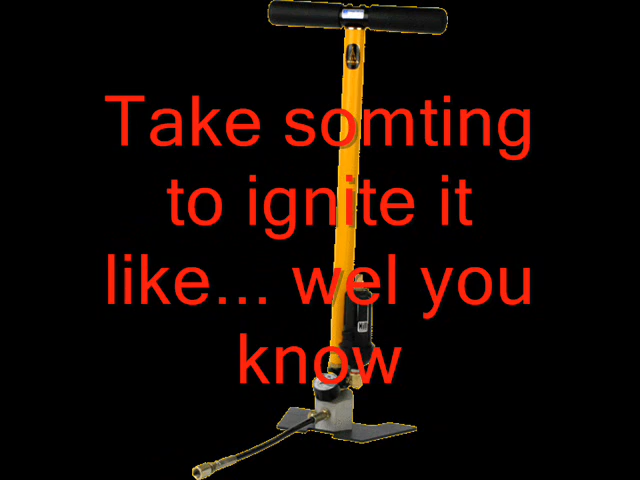 Take somting
to ignite it
like... wel you
know